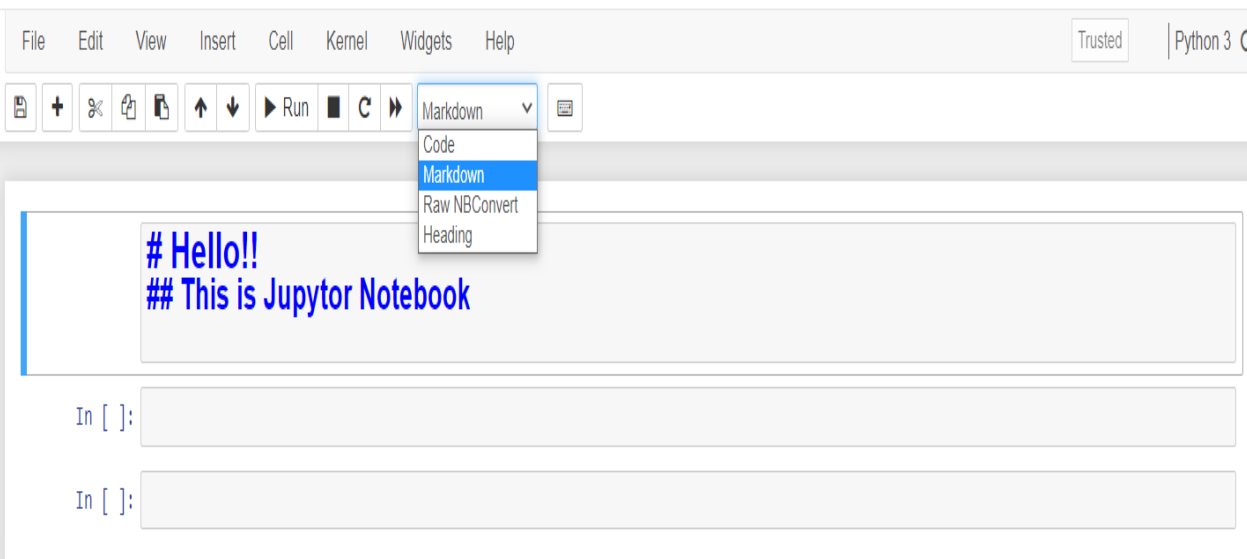 File Edit View Insert Cell Kernel Widgets Help Trusted Python 3
Run Markdown
Code
Markdown
Raw NBConvert
Heading
# Hello!!
## This is Jupytor Notebook
In [ ]:
In [ ]: